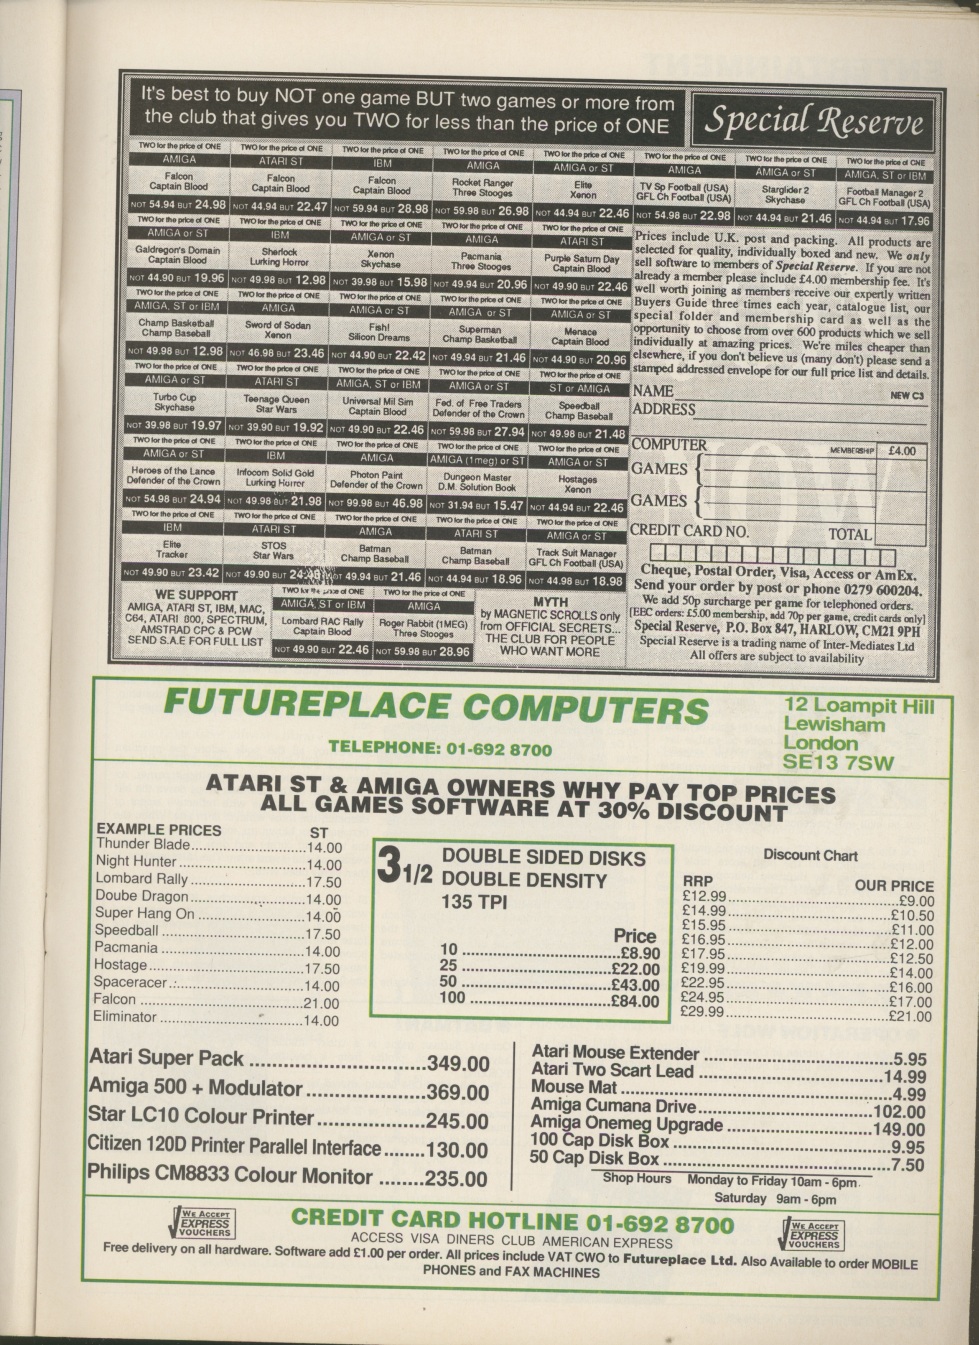 It's best to buy NOT one game BUT two games or more from
the club that gives you TWO for less than the price of ONE
Special Reserve
TWO for the price of ONE
AMIGA
Falcon
Captain Blood
NOT 54.94 BUT 24.98
TWO for the price of ONE
ATARI ST
Falcon
Captain Blood
NOT 44.94 BUT 22.47
TWO for the price of ONE
IBM
Falcon
Captain Blood
NOT 59.94 BUT 28.98
TWO for the price of ONE
AMIGA
Rocket Ranger
Three Stooges
NOT 59.98 BUT 26.98
TWO for the price of ONE
AMIGA or ST
Elite
Xenon
NOT 44.94 BUT 22.46
TWO for the price of ONE
AMIGA
TV Sp Football (USA)
GFL Ch Football (USA)
NOT 54.98 BUT 22.98
TWO for the price of ONE
AMIGA or ST
Starglider 2
Skychase
NOT 44.94 BUT 21.46
TWO for the price of ONE
AMIGA, ST or IBM
Football Manager 2
GFL Ch Football (USA)
NOT 44.94 BUT 17.96
TWO for the price of ONE
AMIGA or ST
Galdregon's Domain
Captain Blood
NOT 44.90 BUT 19.96
TWO for the price of ONE
IBM
Sherlock
Lurking Horror
NOT 49.98 BUT 12.98
TWO for the price of ONE
AMIGA or ST
Xenon
Skychase
NOT 39.98 BUT 15.98
TWO for the price of ONE
AMIGA
Pacmania
Three Stooges
NOT 49.94 BUT 20.96
TWO for the price of ONE
ATARI ST
Purple Saturn Day
Captain Blood
NOT 49.90 BUT 22.46
TWO for the price of ONE
AMIGA, ST or IBM
Champ Basketball
Champ Baseball
NOT 49.98 BUT 12.98
TWO for the price of ONE
AMIGA
Sword of Sodan
Xenon
NOT 46.98 BUT 23.46
TWO for the price of ONE
AMIGA or ST
Fish!
Silicon Dreams
NOT 44.90 BUT 22.42
TWO for the price of ONE
AMIGA or ST
Superman
Champ Basketball
NOT 49.94 BUT 21.46
TWO for the price of ONE
AMIGA or ST
Menace
Captain Blood
NOT 44.90 BUT 20.96
TWO for the price of ONE
AMIGA or ST
Turbo Cup
Skychase
NOT 39.98 BUT 19.97
TWO for the price of ONE
ATARI ST
Teenage Queen
Star Wars
NOT 39.90 BUT 19.92
TWO for the price of ONE
AMIGA, ST or IBM
Universal Mil Sim
Captain Blood
NOT 49.90 BUT 22.46
TWO for the price of ONE
AMIGA or ST
Fed. of Free Traders
Defender of the Crown
NOT 59.98 BUT 27.94
TWO for the price of ONE
ST or AMIGA
Speedball
Champ Baseball
NOT 49.98 BUT 21.48
TWO for the price of ONE
AMIGA or ST
Heroes of the Lance
Defender of the Crown
NOT 54.98 BUT 24.94
TWO for the price of ONE
IBM
Infocom Solid Gold
Lurking Horror
NOT 49.98 BUT 21.98
TWO for the price of ONE
AMIGA
Photon Paint
Defender of the Crown
NOT 99.98 BUT 46.98
TWO for the price of ONE
AMIGA (1meg) or ST
Dungeon Master
D.M. Solution Book
NOT 31.94 BUT 15.47
TWO for the price of ONE
AMIGA or ST
Hostages
Xenon
NOT 44.94 BUT 22.46
TWO for the price of ONE
IBM
Elite
Tracker
NOT 49.90 BUT 23.42
TWO for the price of ONE
ATARI ST
STOS
Star Wars
NOT 49.90 BUT
TWO for the price of ONE
AMIGA
Batman
Champ Baseball
NOT 49.94 BUT 21.46
TWO for the price of ONE
ATARI ST
Batman
Champ Baseball
NOT 44.94 BUT 18.96
TWO for the price of ONE
AMIGA or ST
Track Suit Manager
GFL Ch Football (USA)
NOT 44.98 BUT 18.98
WE SUPPORT
AMIGA, ATARI ST, IBM, MAC,
C64, ATARI 800, SPECTRUM,
AMSTRAD CPC & PCW
SEND S.A.E FOR FULL LIST
TWO for the price of ONE
AMIGA, ST or IBM
Lombard RAC Rally
Captain Blood
NOT 49.90 BUT 22.46
TWO for the price of ONE
AMIGA
Roger Rabbit (1MEG)
Three Stooges
NOT 59.98 BUT 28.96
MYTH
by MAGNETIC SCROLLS only
from OFFICIAL SECRETS...
THE CLUB FOR PEOPLE
WHO WANT MORE
Prices include U.K. post and packing. All products are
selected for quality, individually boxed and new. We only
sell software to members of Special Reserve. If you are not
already a member please include £4.00 membership fee. It's
well worth joining as members receive our expertly written
Buyers Guide three times each year, catalogue list, our
special folder and membership card as well as the
opportunity to choose from over 600 products which we sell
individually at amazing prices. We're miles cheaper than
elsewhere, if you don't believe us (many don't) please send a
stamped addressed envelope for our full price list and details.
NAME NEW C3
ADDRESS
COMPUTER MEMBERSHIP £4.00
GAMES {
GAMES {
CREDIT CARD NO. TOTAL
Cheque, Postal Order, Visa, Access or AmEx.
Send your order by post or phone 0279 600204.
We add 50p surcharge per game for telephoned orders.
[EEC orders: £5.00 membership, add 70p per game, credit cards only]
Special Reserve, P.O. Box 847, HARLOW, CM21 9PH
Special Reserve is a trading name of Inter-Mediates Ltd
All offers are subject to availability
FUTUREPLACE COMPUTERS
TELEPHONE: 01-692 8700
12 Loampit Hill
Lewisham
London
SE13 7SW
ATARI ST & AMIGA OWNERS WHY PAY TOP PRICES
ALL GAMES SOFTWARE AT 30% DISCOUNT
EXAMPLE PRICES ST
Thunder Blade 14.00
Night Hunter 14.00
Lombard Rally 17.50
Doube Dragon 14.00
Super Hang On 14.00
Speedball 17.50
Pacmania 14.00
Hostage 17.50
Spaceracer 14.00
Falcon 21.00
Eliminator 14.00
3 1/2 DOUBLE SIDED DISKS
DOUBLE DENSITY
135 TPI
Price
10 £8.90
25 £22.00
50 £43.00
100 £84.00
Discount Chart
RRP OUR PRICE
£12.99 £9.00
£14.99 £10.50
£15.95 £11.00
£16.95 £12.00
£17.95 £12.50
£19.99 £14.00
£22.95 £16.00
£24.95 £17.00
£29.99 £21.00
Atari Super Pack 349.00
Amiga 500 + Modulator 369.00
Star LC10 Colour Printer 245.00
Citizen 120D Printer Parallel Interface 130.00
Philips CM8833 Colour Monitor 235.00
Atari Mouse Extender 5.95
Atari Two Scart Lead 14.99
Mouse Mat 4.99
Amiga Cumana Drive 102.00
Amiga Onemeg Upgrade 149.00
100 Cap Disk Box 9.95
50 Cap Disk Box 7.50
Shop Hours Monday to Friday 10am - 6pm
Saturday 9am - 6pm
WE ACCEPT
EXPRESS
VOUCHERS
CREDIT CARD HOTLINE 01-692 8700
ACCESS VISA DINERS CLUB AMERICAN EXPRESS
WE ACCEPT
EXPRESS
VOUCHERS
Free delivery on all hardware. Software add £1.00 per order. All prices include VAT CWO to Futureplace Ltd. Also Available to order MOBILE
PHONES and FAX MACHINES